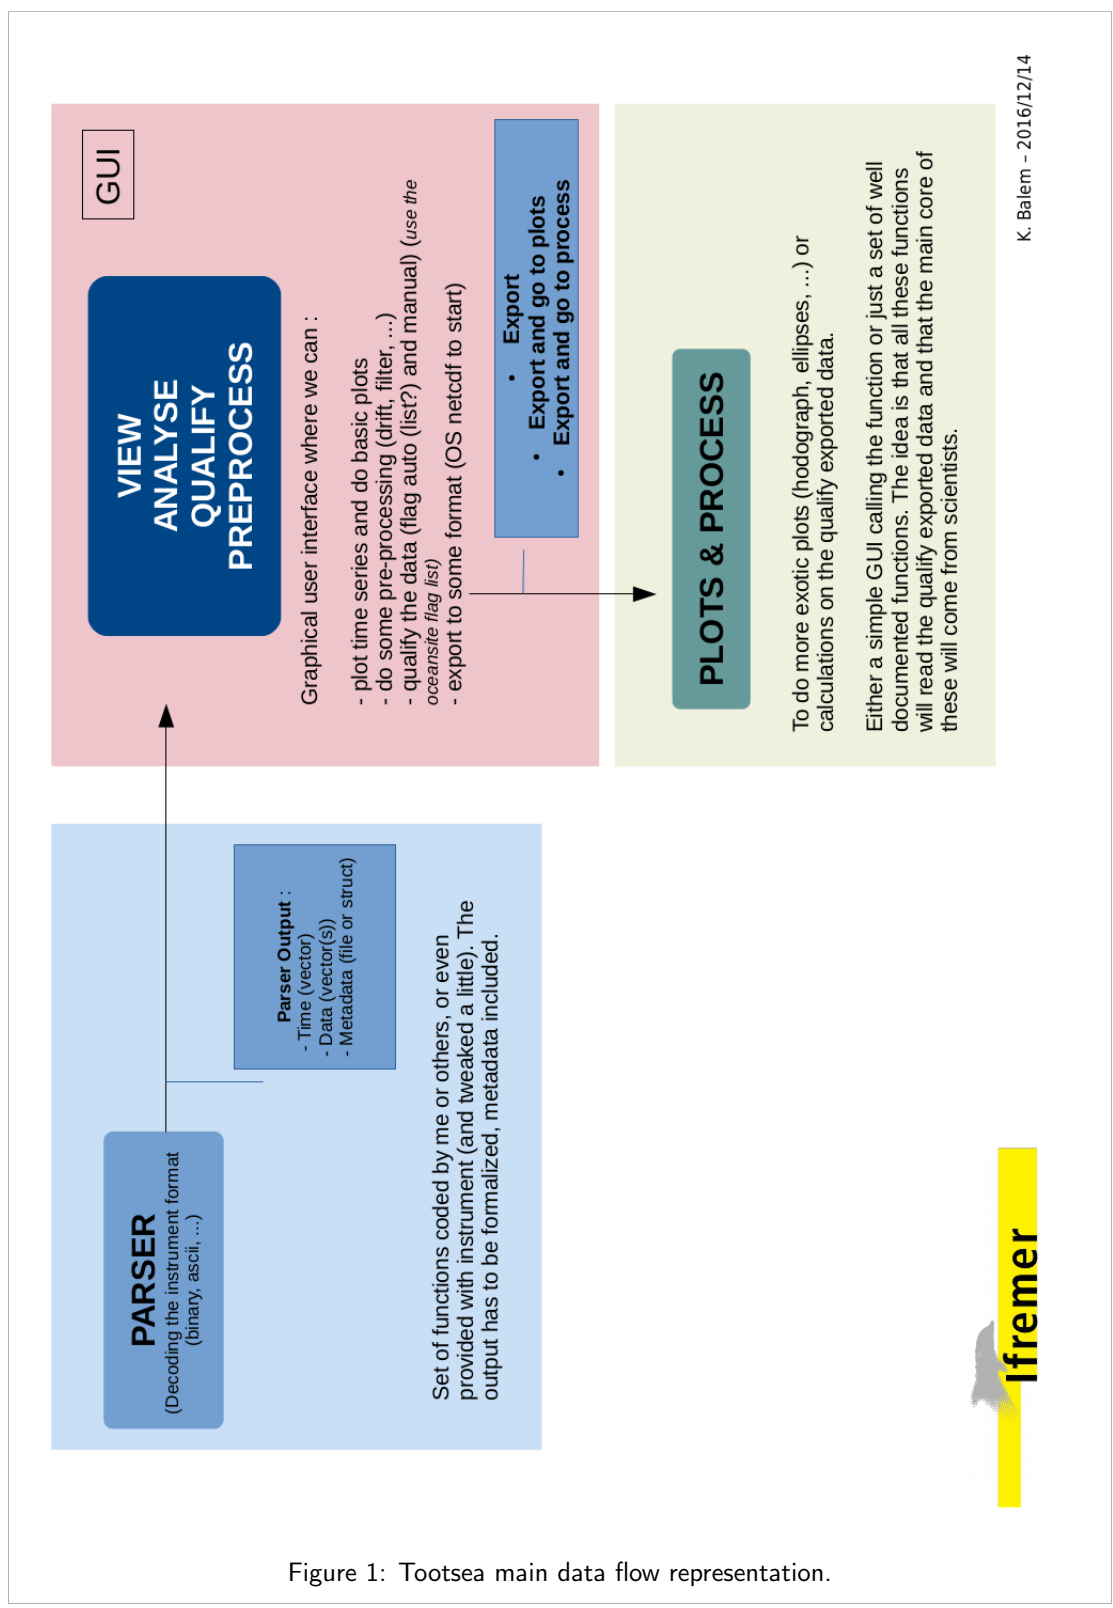 PARSER
(Decoding the instrument format
(binary, ascii, ...)
Parser Output :
- Time (vector)
- Data (vector(s))
- Metadata (file or struct)
Set of functions coded by me or others, or even
provided with instrument (and tweaked a little). The
output has to be formalized, metadata included.
GUI
VIEW
ANALYSE
QUALIFY
PREPROCESS
Graphical user interface where we can :
- plot time series and do basic plots
- do some pre-processing (drift, filter, ...)
- qualify the data (flag auto (list?) and manual) (use the
oceansite flag list)
- export to some format (OS netcdf to start)
• Export
• Export and go to plots
• Export and go to process
PLOTS & PROCESS
To do more exotic plots (hodograph, ellipses, ...) or
calculations on the qualify exported data.
Either a simple GUI calling the function or just a set of well
documented functions. The idea is that all these functions
will read the qualify exported data and that the main core of
these will come from scientists.
Ifremer
K. Balem – 2016/12/14
Figure 1: Tootsea main data flow representation.